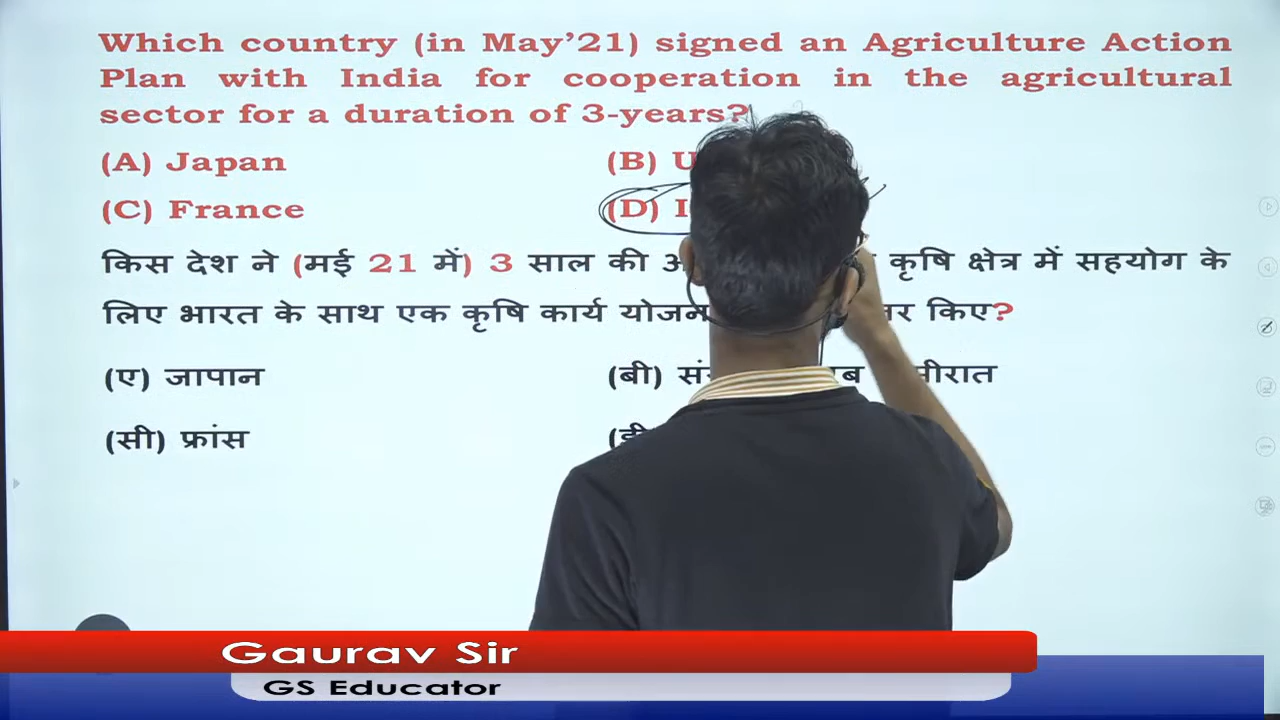 Which country (in May’21) signed an Agriculture Action
Plan with India for cooperation in the agricultural
sector for a duration of 3-years?
(A) Japan (B)
(C) France (D)
किस देश ने (मई 21 में) 3 साल की कृषि क्षेत्र में सहयोग के
लिए भारत के साथ एक कृषि कार्य किए?
(ए) जापान (बी)
(सी) फ्रांस
Gaurav Sir
GS Educator